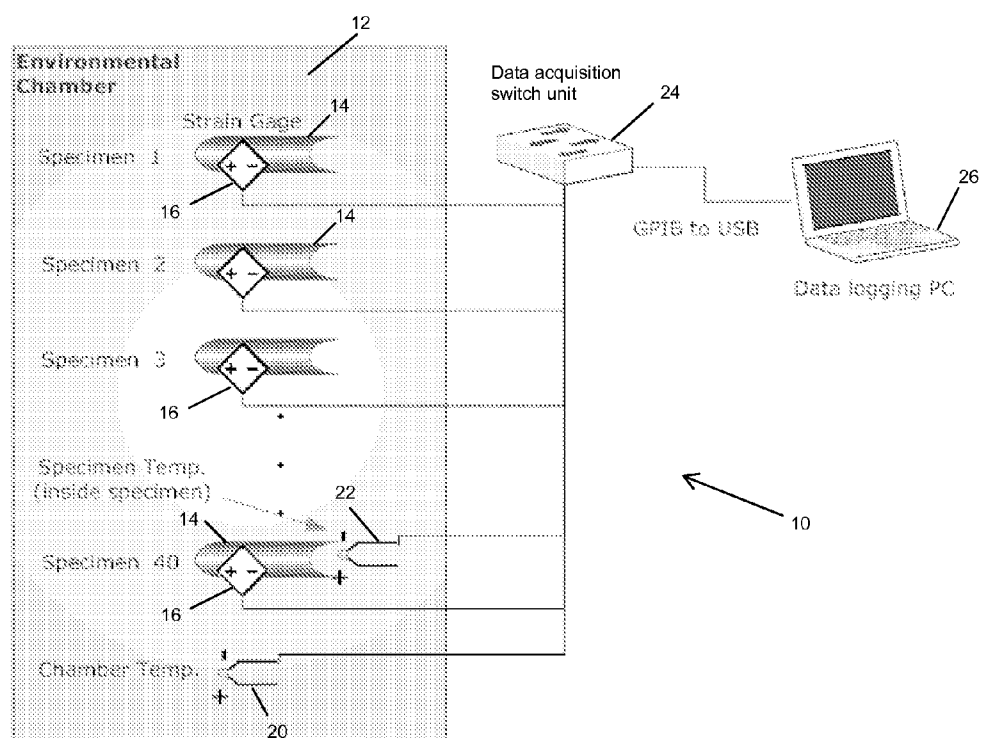 12
Environmental
Chamber
Strain Gage
14
Specimen 1
16
Data acquisition
switch unit
24
26
GPIB to USB
Data logging PC
14
Specimen 2
Specimen 3
16
Specimen Temp.
(inside specimen)
22
14
Specimen 40
16
10
Chamber Temp.
20